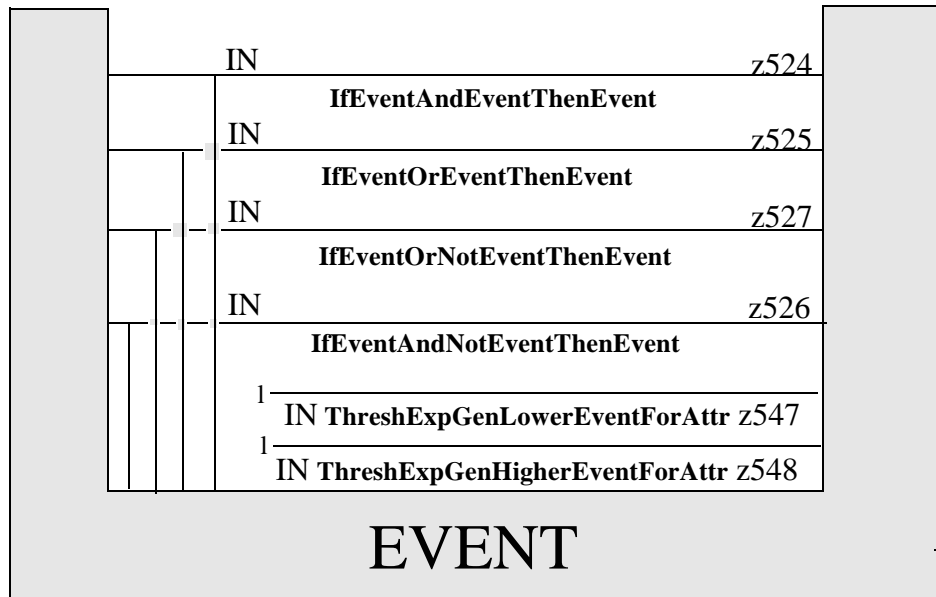 IN z524
IfEventAndEventThenEvent
IN z525
IfEventOrEventThenEvent
IN z527
IfEventOrNotEventThenEvent
IN z526
IfEventAndNotEventThenEvent
1
IN ThreshExpGenLowerEventForAttr z547
1
IN ThreshExpGenHigherEventForAttr z548
EVENT